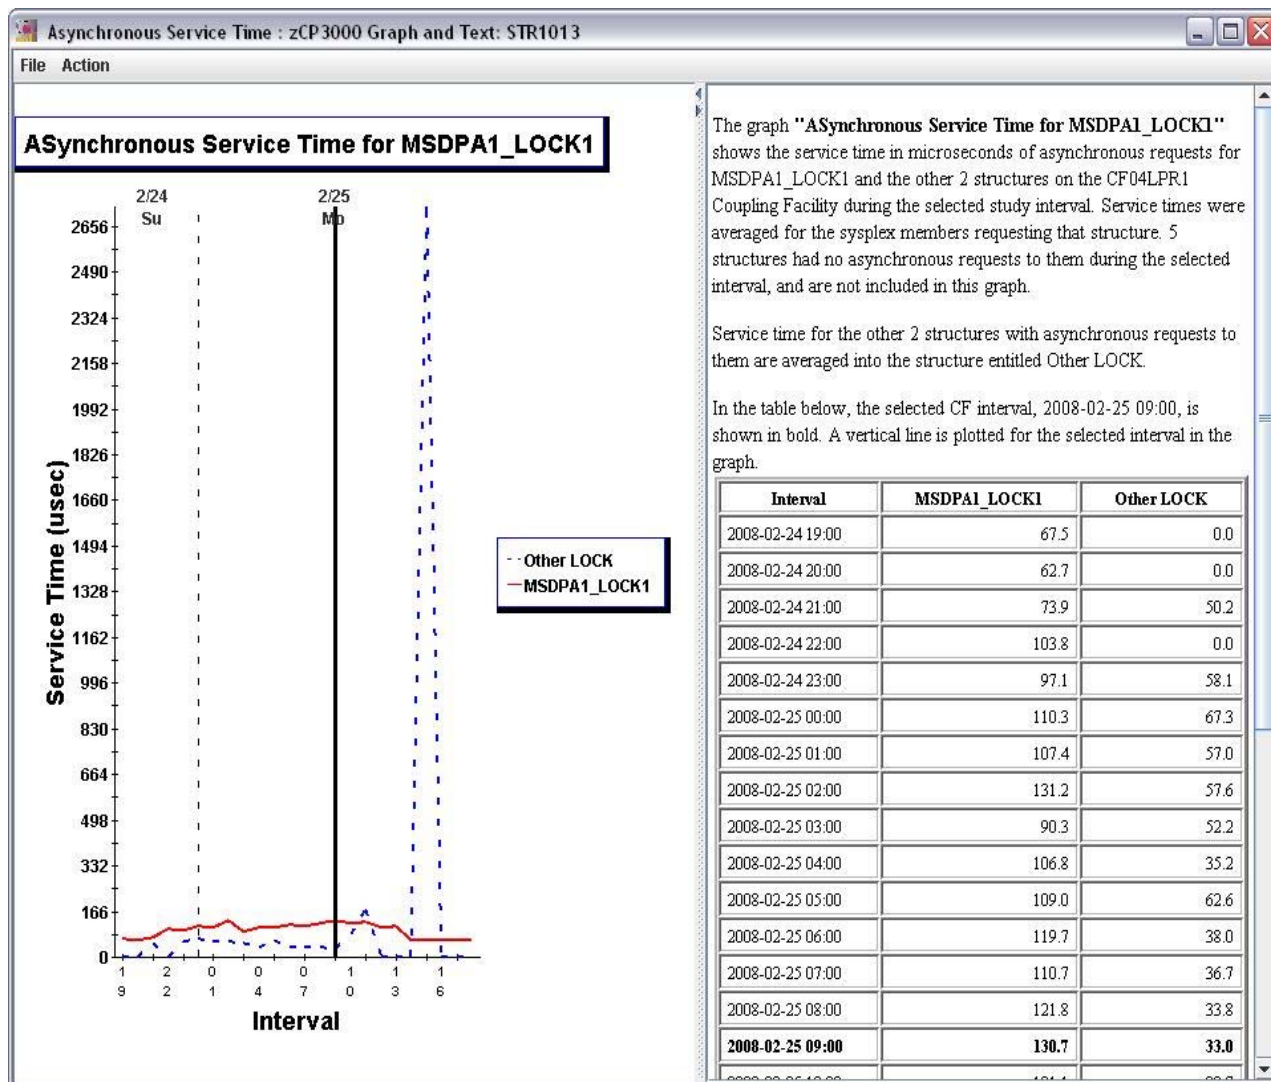 Asynchronous Service Time : zCP3000 Graph and Text: STR1013
File Action
ASynchronous Service Time for MSDPA1_LOCK1
2/24 2/25
Su Mo
2656
2490
2324
2158
1992
1826
1660
1494
1328
1162
996
830
664
498
332
166
0
Service Time (usec)
1 2 0 0 0 1 1 1
9 2 1 4 7 0 3 6
Interval
Other LOCK
MSDPA1_LOCK1
The graph "ASynchronous Service Time for MSDPA1_LOCK1"
shows the service time in microseconds of asynchronous requests for
MSDPA1_LOCK1 and the other 2 structures on the CF04LPR1
Coupling Facility during the selected study interval. Service times were
averaged for the sysplex members requesting that structure. 5
structures had no asynchronous requests to them during the selected
interval, and are not included in this graph.
Service time for the other 2 structures with asynchronous requests to
them are averaged into the structure entitled Other LOCK.
In the table below, the selected CF interval, 2008-02-25 09:00, is
shown in bold. A vertical line is plotted for the selected interval in the
graph.
Interval MSDPA1_LOCK1 Other LOCK
2008-02-24 19:00 67.5 0.0
2008-02-24 20:00 62.7 0.0
2008-02-24 21:00 73.9 50.2
2008-02-24 22:00 103.8 0.0
2008-02-24 23:00 97.1 58.1
2008-02-25 00:00 110.3 67.3
2008-02-25 01:00 107.4 57.0
2008-02-25 02:00 131.2 57.6
2008-02-25 03:00 90.3 52.2
2008-02-25 04:00 106.8 35.2
2008-02-25 05:00 109.0 62.6
2008-02-25 06:00 119.7 38.0
2008-02-25 07:00 110.7 36.7
2008-02-25 08:00 121.8 33.8
2008-02-25 09:00 130.7 33.0